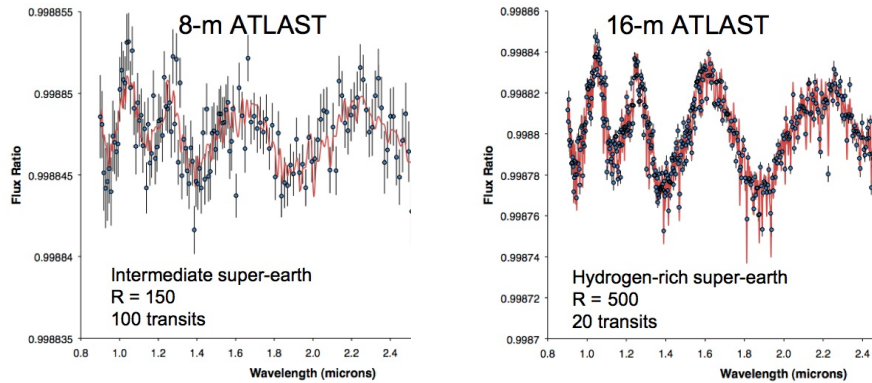 8-m ATLAST
0.998855
0.99885
0.998845
0.99884
0.998835
Flux Ratio
Intermediate super-earth
R = 150
100 transits
0.8 1.0 1.2 1.4 1.6 1.8 2.0 2.2 2.4
Wavelength (microns)
16-m ATLAST
0.99886
0.99884
0.99882
0.9988
0.99878
0.99876
0.99874
0.99872
0.9987
Flux Ratio
Hydrogen-rich super-earth
R = 500
20 transits
0.8 1.0 1.2 1.4 1.6 1.8 2.0 2.2 2.4
Wavelength (microns)